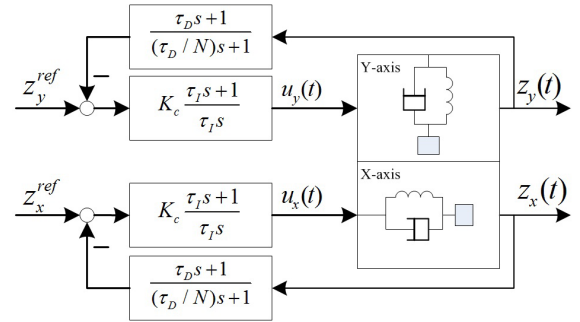 τ_D s+1
(τ_D / N)s+1
z_y^ref
−
K_c τ_I s+1
τ_I s
u_y(t)
Y-axis
z_y(t)
X-axis
z_x^ref
−
K_c τ_I s+1
τ_I s
u_x(t)
z_x(t)
τ_D s+1
(τ_D / N)s+1